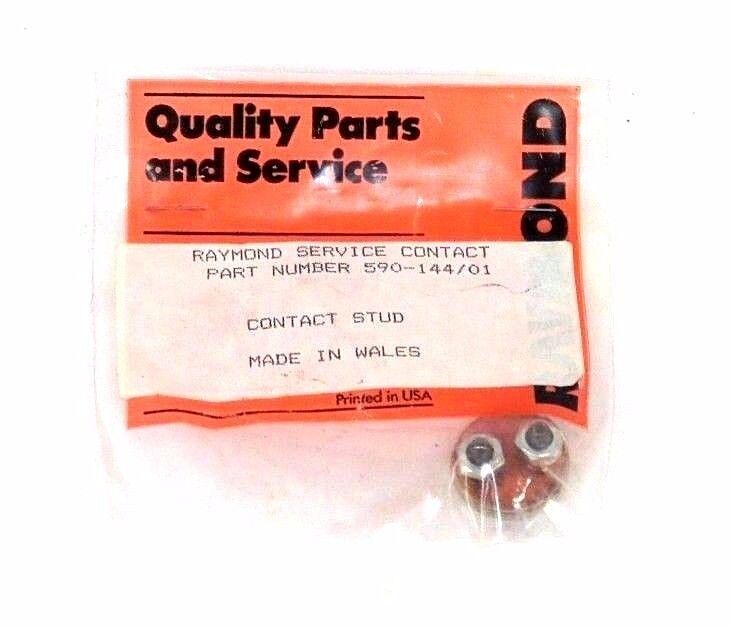 Quality Parts
and Service
RAYMOND
RAYMOND SERVICE CONTACT
PART NUMBER 590-144/01
CONTACT STUD
MADE IN WALES
Printed in USA